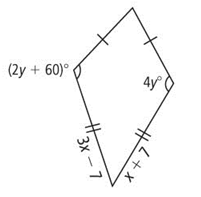 (2y + 60)°
4y°
3x − 7
x + 7